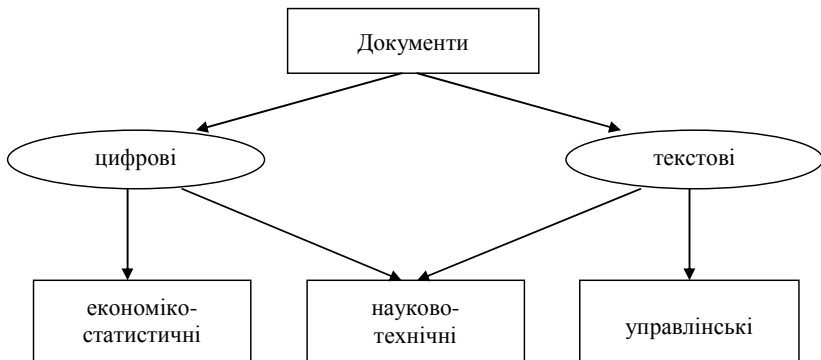 Документи
цифрові
текстові
економіко-
статистичні
науково-
технічні
управлінські